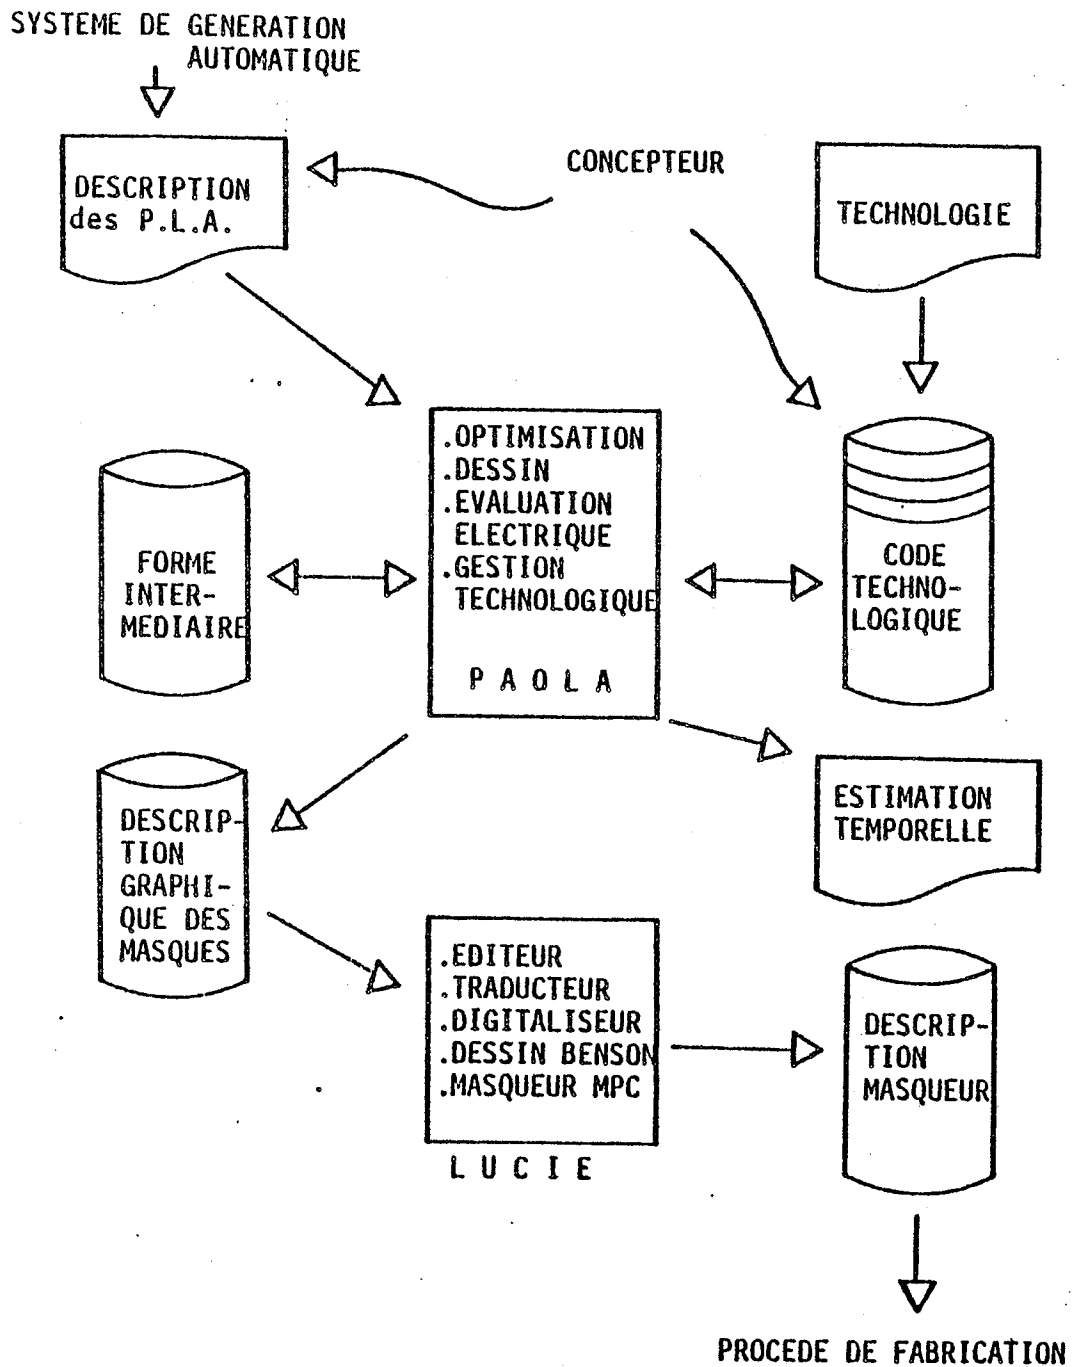 SYSTEME DE GENERATION
AUTOMATIQUE
DESCRIPTION
des P.L.A.
CONCEPTEUR
TECHNOLOGIE
.OPTIMISATION
.DESSIN
.EVALUATION
ELECTRIQUE
.GESTION
TECHNOLOGIQUE
P A O L A
FORME
INTER-
MEDIAIRE
CODE
TECHNO-
LOGIQUE
DESCRIP-
TION
GRAPHI-
QUE DES
MASQUES
ESTIMATION
TEMPORELLE
.EDITEUR
.TRADUCTEUR
.DIGITALISEUR
.DESSIN BENSON
.MASQUEUR MPC
L U C I E
DESCRIP-
TION
MASQUEUR
PROCEDE DE FABRICATION